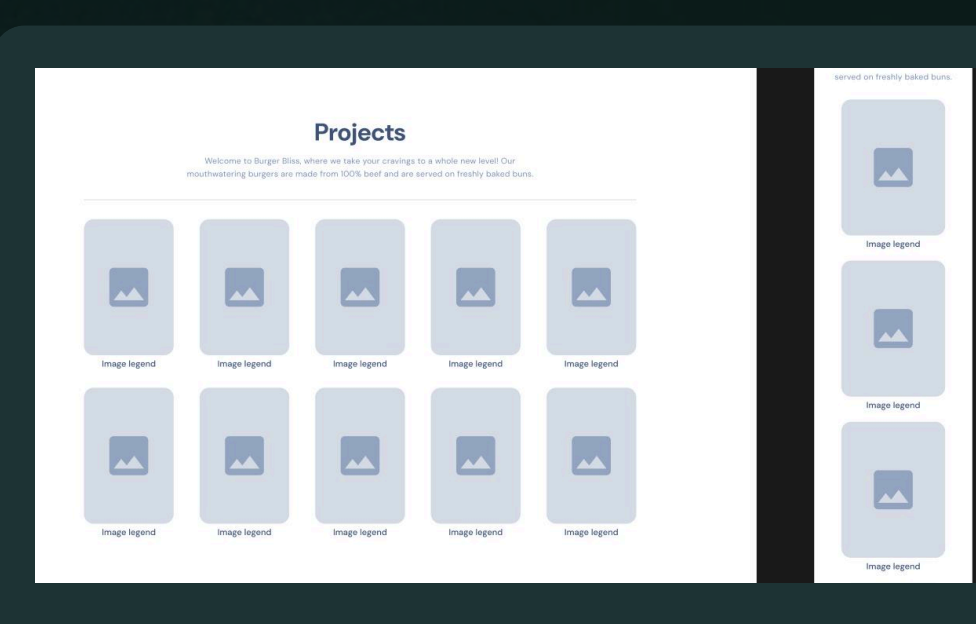 Projects
Welcome to Burger Bliss, where we take your cravings to a whole new level! Our
mouthwatering burgers are made from 100% beef and are served on freshly baked buns.
Image legend
Image legend
Image legend
Image legend
Image legend
Image legend
Image legend
Image legend
Image legend
Image legend
served on freshly baked buns.
Image legend
Image legend
Image legend